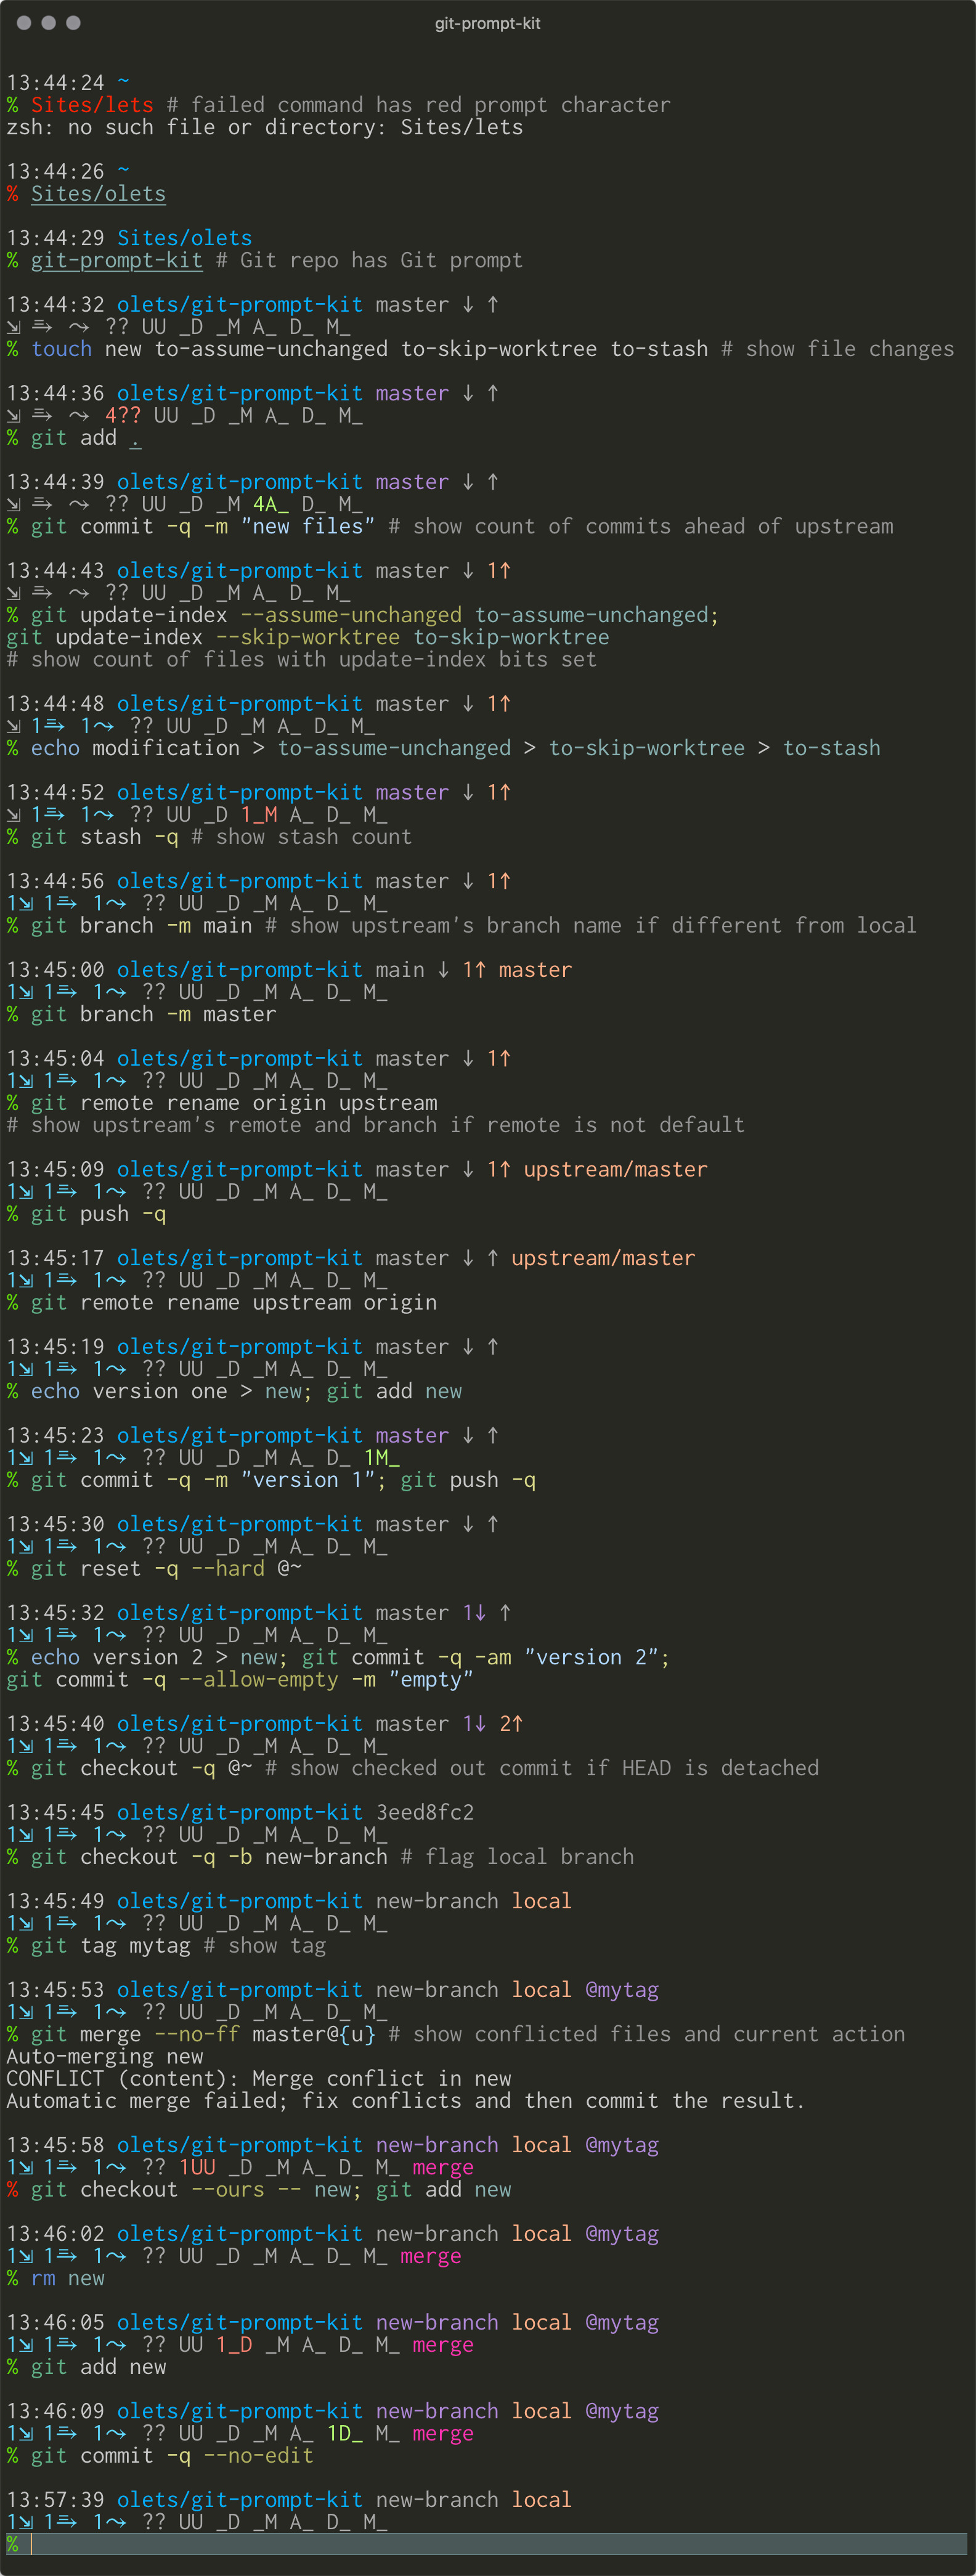 git-prompt-kit
13:44:24 ~
% Sites/lets # failed command has red prompt character
zsh: no such file or directory: Sites/lets
13:44:26 ~
% Sites/olets
13:44:29 Sites/olets
% git-prompt-kit # Git repo has Git prompt
13:44:32 olets/git-prompt-kit master ↓ ↑
⇲ ⥱ ⤳ ?? UU _D _M A_ D_ M_
% touch new to-assume-unchanged to-skip-worktree to-stash # show file changes
13:44:36 olets/git-prompt-kit master ↓ ↑
⇲ ⥱ ⤳ 4?? UU _D _M A_ D_ M_
% git add .
13:44:39 olets/git-prompt-kit master ↓ ↑
⇲ ⥱ ⤳ ?? UU _D _M 4A_ D_ M_
% git commit -q -m "new files" # show count of commits ahead of upstream
13:44:43 olets/git-prompt-kit master ↓ 1↑
⇲ ⥱ ⤳ ?? UU _D _M A_ D_ M_
% git update-index --assume-unchanged to-assume-unchanged;
git update-index --skip-worktree to-skip-worktree
# show count of files with update-index bits set
13:44:48 olets/git-prompt-kit master ↓ 1↑
⇲ 1⥱ 1⤳ ?? UU _D _M A_ D_ M_
% echo modification > to-assume-unchanged > to-skip-worktree > to-stash
13:44:52 olets/git-prompt-kit master ↓ 1↑
⇲ 1⥱ 1⤳ ?? UU _D 1_M A_ D_ M_
% git stash -q # show stash count
13:44:56 olets/git-prompt-kit master ↓ 1↑
1⇲ 1⥱ 1⤳ ?? UU _D _M A_ D_ M_
% git branch -m main # show upstream's branch name if different from local
13:45:00 olets/git-prompt-kit main ↓ 1↑ master
1⇲ 1⥱ 1⤳ ?? UU _D _M A_ D_ M_
% git branch -m master
13:45:04 olets/git-prompt-kit master ↓ 1↑
1⇲ 1⥱ 1⤳ ?? UU _D _M A_ D_ M_
% git remote rename origin upstream
# show upstream's remote and branch if remote is not default
13:45:09 olets/git-prompt-kit master ↓ 1↑ upstream/master
1⇲ 1⥱ 1⤳ ?? UU _D _M A_ D_ M_
% git push -q
13:45:17 olets/git-prompt-kit master ↓ ↑ upstream/master
1⇲ 1⥱ 1⤳ ?? UU _D _M A_ D_ M_
% git remote rename upstream origin
13:45:19 olets/git-prompt-kit master ↓ ↑
1⇲ 1⥱ 1⤳ ?? UU _D _M A_ D_ M_
% echo version one > new; git add new
13:45:23 olets/git-prompt-kit master ↓ ↑
1⇲ 1⥱ 1⤳ ?? UU _D _M A_ D_ 1M_
% git commit -q -m "version 1"; git push -q
13:45:30 olets/git-prompt-kit master ↓ ↑
1⇲ 1⥱ 1⤳ ?? UU _D _M A_ D_ M_
% git reset -q --hard @~
13:45:32 olets/git-prompt-kit master 1↓ ↑
1⇲ 1⥱ 1⤳ ?? UU _D _M A_ D_ M_
% echo version 2 > new; git commit -q -am "version 2";
git commit -q --allow-empty -m "empty"
13:45:40 olets/git-prompt-kit master 1↓ 2↑
1⇲ 1⥱ 1⤳ ?? UU _D _M A_ D_ M_
% git checkout -q @~ # show checked out commit if HEAD is detached
13:45:45 olets/git-prompt-kit 3eed8fc2
1⇲ 1⥱ 1⤳ ?? UU _D _M A_ D_ M_
% git checkout -q -b new-branch # flag local branch
13:45:49 olets/git-prompt-kit new-branch local
1⇲ 1⥱ 1⤳ ?? UU _D _M A_ D_ M_
% git tag mytag # show tag
13:45:53 olets/git-prompt-kit new-branch local @mytag
1⇲ 1⥱ 1⤳ ?? UU _D _M A_ D_ M_
% git merge --no-ff master@{u} # show conflicted files and current action
Auto-merging new
CONFLICT (content): Merge conflict in new
Automatic merge failed; fix conflicts and then commit the result.
13:45:58 olets/git-prompt-kit new-branch local @mytag
1⇲ 1⥱ 1⤳ ?? 1UU _D _M A_ D_ M_ merge
% git checkout --ours -- new; git add new
13:46:02 olets/git-prompt-kit new-branch local @mytag
1⇲ 1⥱ 1⤳ ?? UU _D _M A_ D_ M_ merge
% rm new
13:46:05 olets/git-prompt-kit new-branch local @mytag
1⇲ 1⥱ 1⤳ ?? UU 1_D _M A_ D_ M_ merge
% git add new
13:46:09 olets/git-prompt-kit new-branch local @mytag
1⇲ 1⥱ 1⤳ ?? UU _D _M A_ 1D_ M_ merge
% git commit -q --no-edit
13:57:39 olets/git-prompt-kit new-branch local
1⇲ 1⥱ 1⤳ ?? UU _D _M A_ D_ M_
%